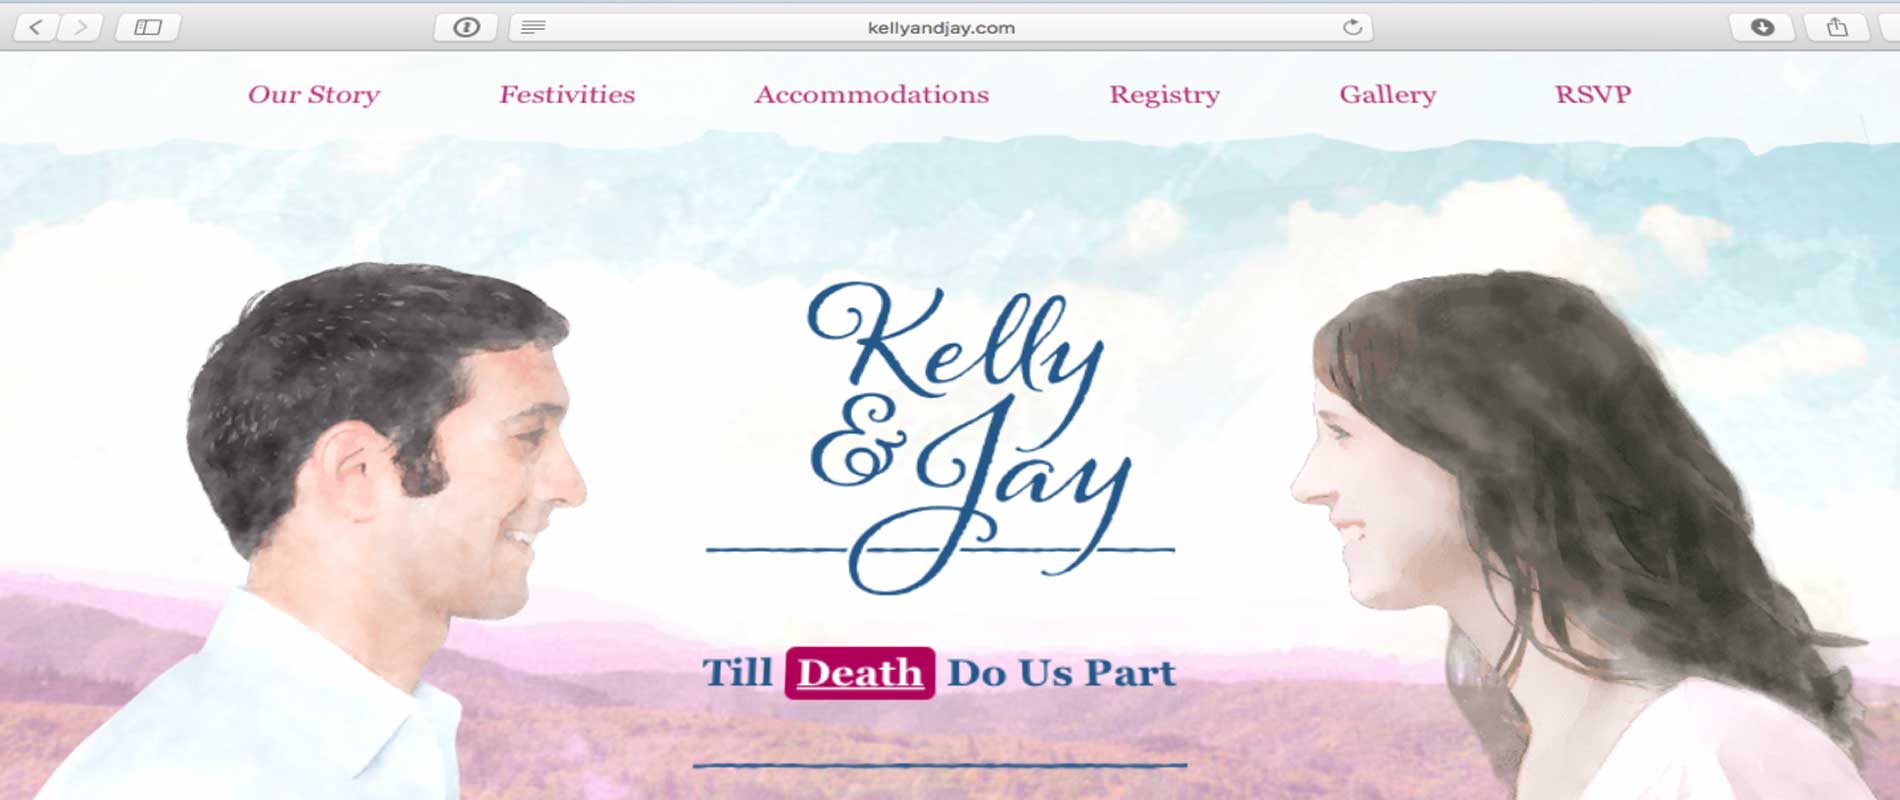 kellyandjay.com
Our Story Festivities Accommodations Registry Gallery RSVP
Kelly
& Jay
Till Death Do Us Part